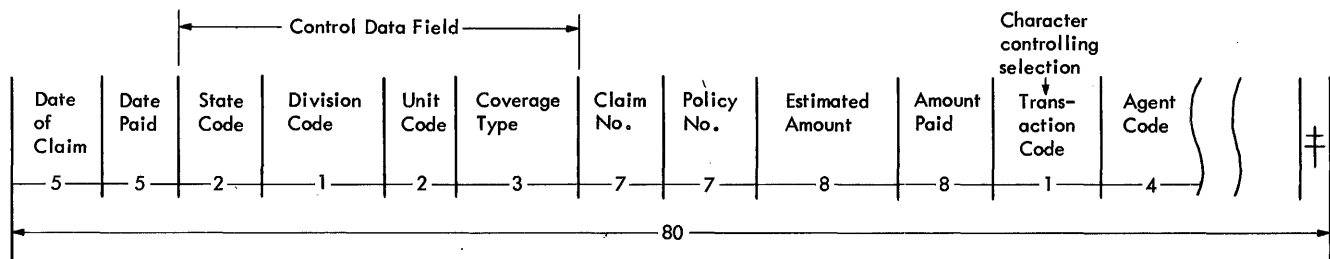 Control Data Field
Character
controlling
selection
Date
of
Claim
Date
Paid
State
Code
Division
Code
Unit
Code
Coverage
Type
Claim
No.
Policy
No.
Estimated
Amount
Amount
Paid
Trans-
action
Code
Agent
Code
5 5 2 1 2 3 7 7 8 8 1 4
80